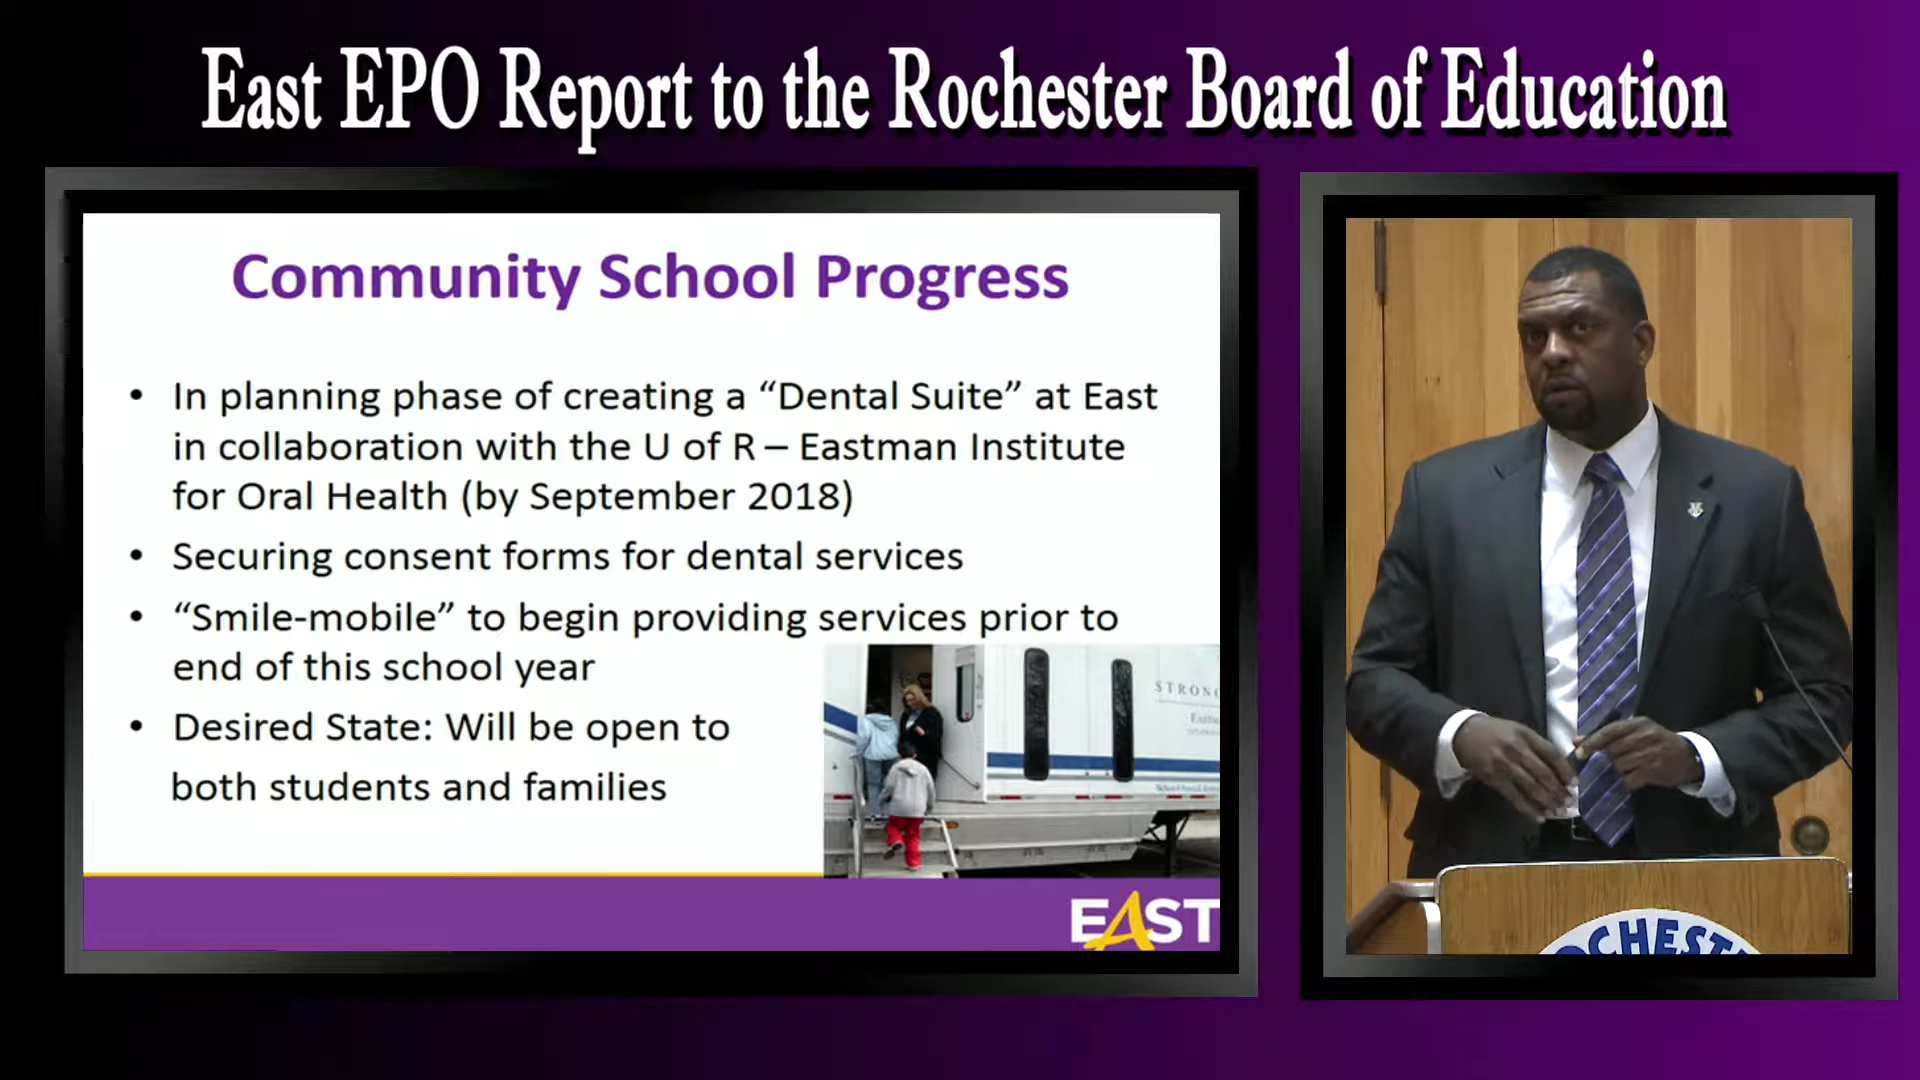 East EPO Report to the Rochester Board of Education
Community School Progress
• In planning phase of creating a “Dental Suite” at East
in collaboration with the U of R – Eastman Institute
for Oral Health (by September 2018)
• Securing consent forms for dental services
• “Smile-mobile” to begin providing services prior to
end of this school year
• Desired State: Will be open to
both students and families
STRONG
EAST